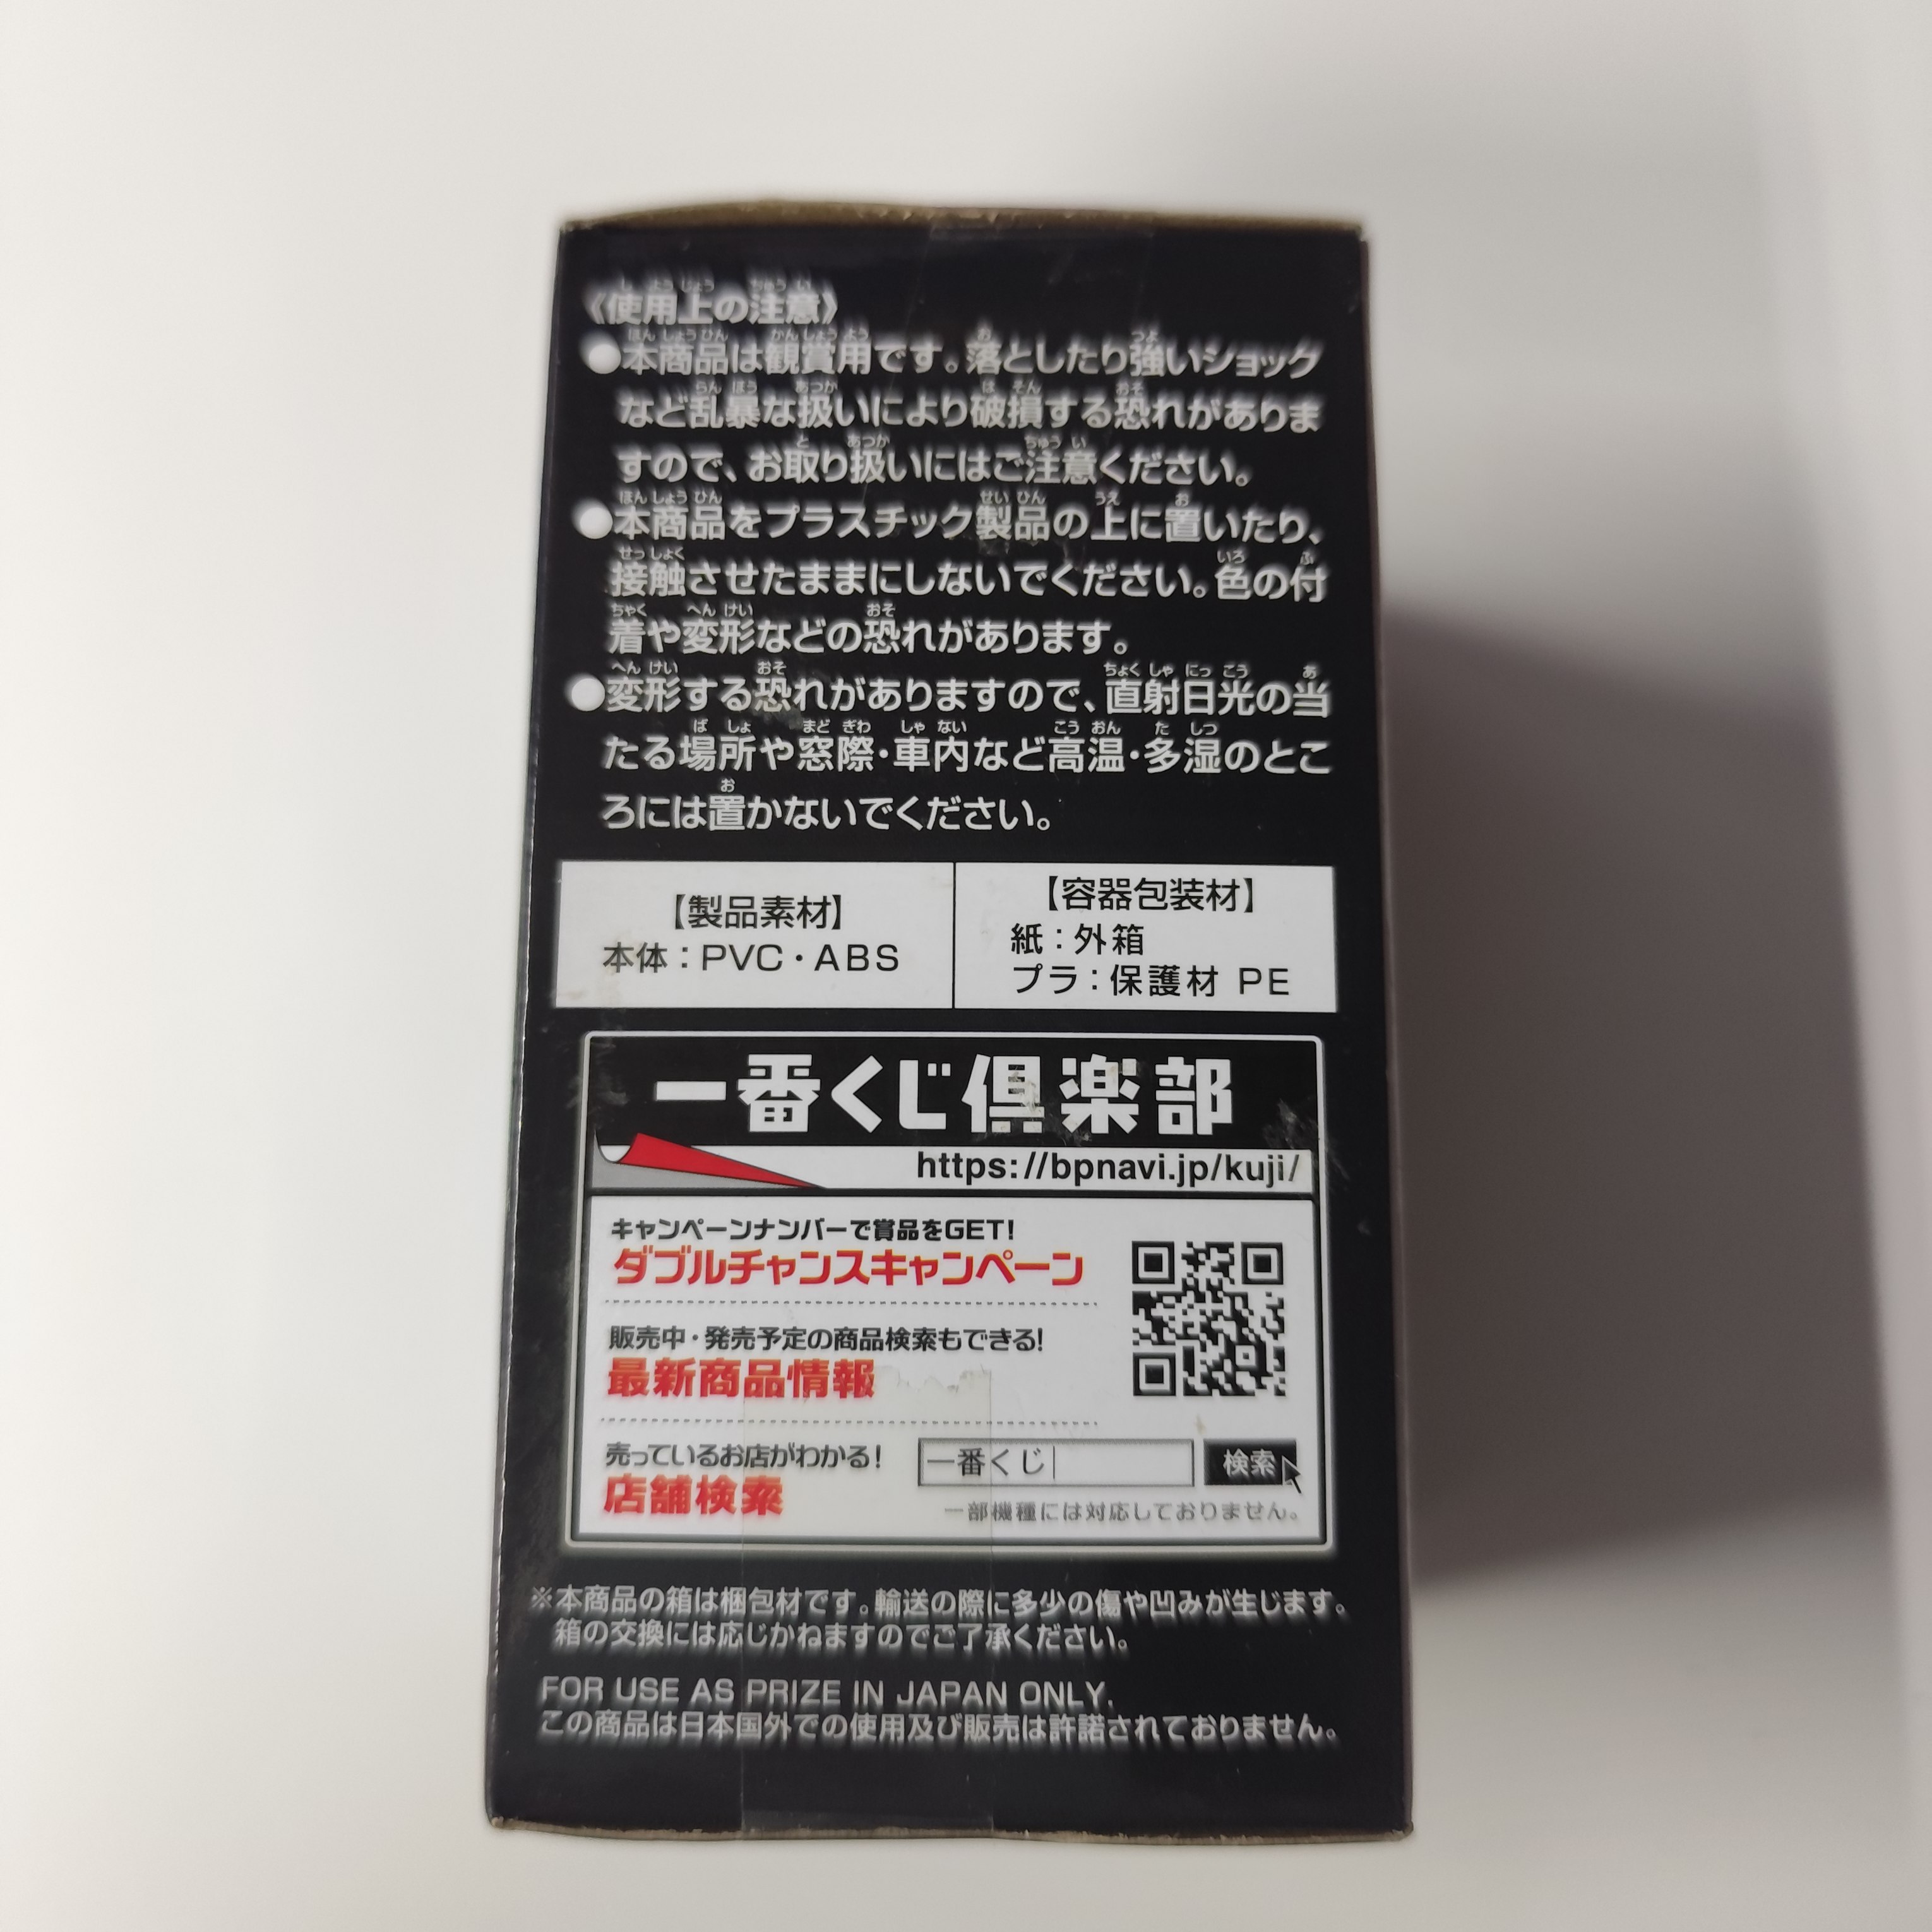 《使用上の注意》
●本商品は観賞用です。落としたり強いショック
など乱暴な扱いにより破損する恐れがありま
すので、お取り扱いにはご注意ください。
●本商品をプラスチック製品の上に置いたり、
接触させたままにしないでください。色の付
着や変形などの恐れがあります。
●変形する恐れがありますので、直射日光の当
たる場所や窓際・車内など高温・多湿のとこ
ろには置かないでください。
【製品素材】
本体：PVC・ABS
【容器包装材】
紙：外箱
プラ：保護材 PE
一番くじ倶楽部
https://bpnavi.jp/kuji/
キャンペーンナンバーで賞品をGET！
ダブルチャンスキャンペーン
販売中・発売予定の商品検索もできる！
最新商品情報
売っているお店がわかる！
店舗検索
一番くじ
検索
一部機種には対応しておりません。
※本商品の箱は梱包材です。輸送の際に多少の傷や凹みが生じます。
箱の交換には応じかねますのでご了承ください。
FOR USE AS PRIZE IN JAPAN ONLY.
この商品は日本国外での使用及び販売は許諾されておりません。